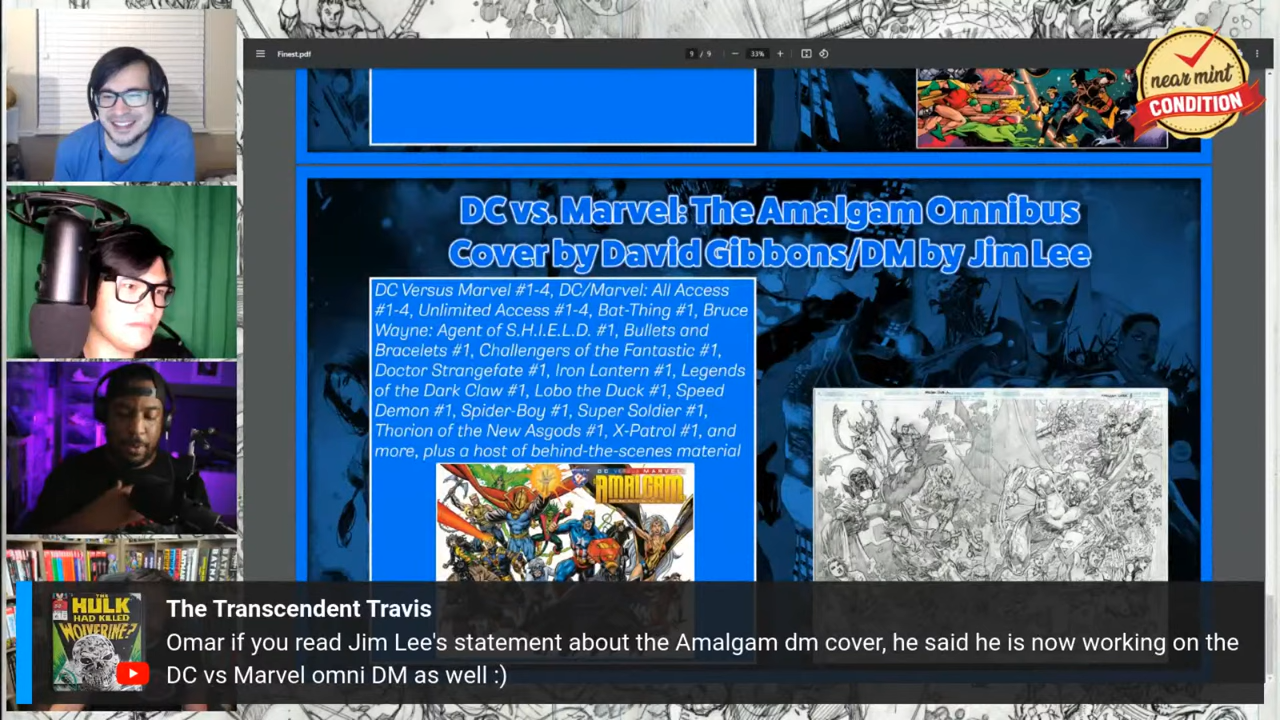 Finest.pdf
9 / 9
33%
near mint
CONDITION
DC vs. Marvel: The Amalgam Omnibus
Cover by David Gibbons/DM by Jim Lee
DC Versus Marvel #1-4, DC/Marvel: All Access
#1-4, Unlimited Access #1-4, Bat-Thing #1, Bruce
Wayne: Agent of S.H.I.E.L.D. #1, Bullets and
Bracelets #1, Challengers of the Fantastic #1,
Doctor Strangefate #1, Iron Lantern #1, Legends
of the Dark Claw #1, Lobo the Duck #1, Speed
Demon #1, Spider-Boy #1, Super Soldier #1,
Thorion of the New Asgods #1, X-Patrol #1, and
more, plus a host of behind-the-scenes material
DC VERSUS MARVEL
AMALGAM
THE
HULK
HAD KILLED
WOLVERINE?
The Transcendent Travis
Omar if you read Jim Lee's statement about the Amalgam dm cover, he said he is now working on the
DC vs Marvel omni DM as well :)